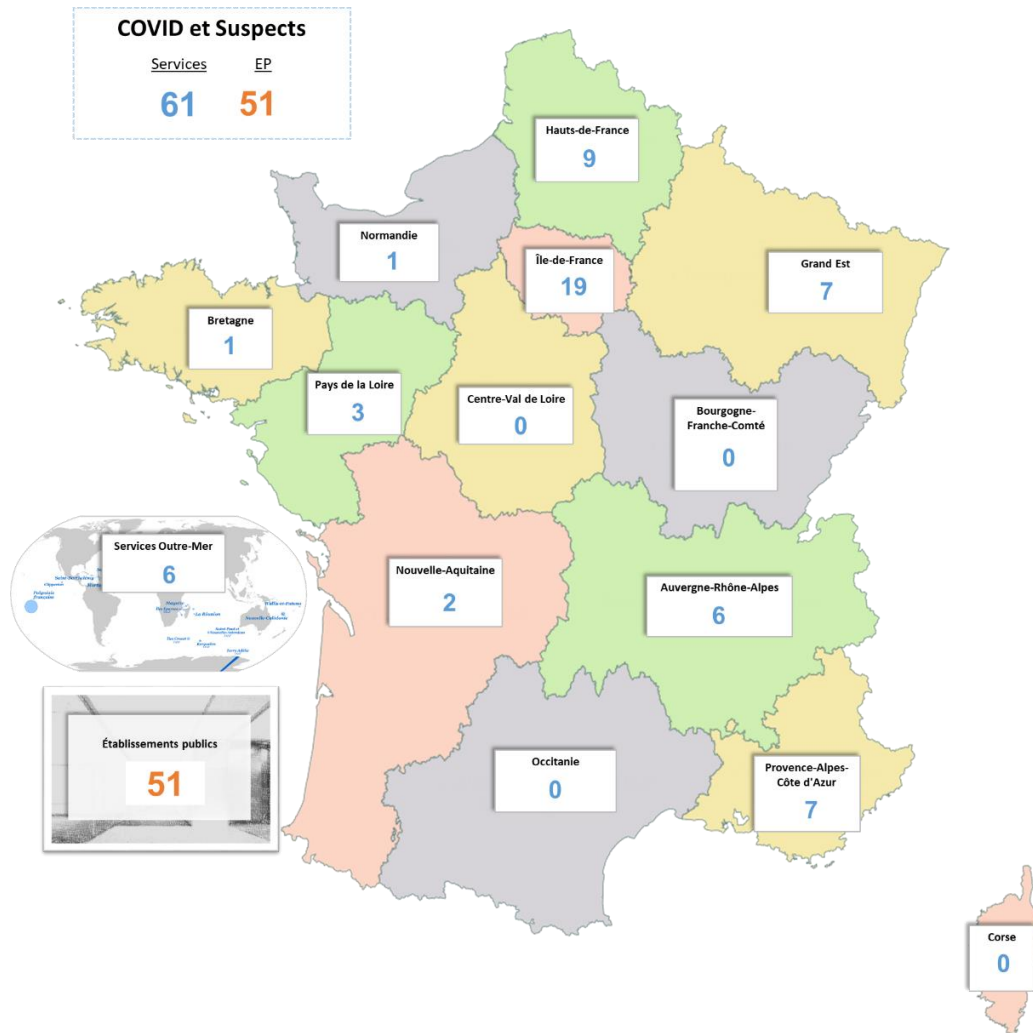 COVID et Suspects
Services EP
61 51
Hauts-de-France
9
Normandie
1
Île-de-France
19
Grand Est
7
Bretagne
1
Pays de la Loire
3
Centre-Val de Loire
0
Bourgogne-
Franche-Comté
0
Services Outre-Mer
6
La Réunion
Nouvelle-Aquitaine
2
Auvergne-Rhône-Alpes
6
Établissements publics
51
Occitanie
0
Provence-Alpes-
Côte d'Azur
7
Corse
0